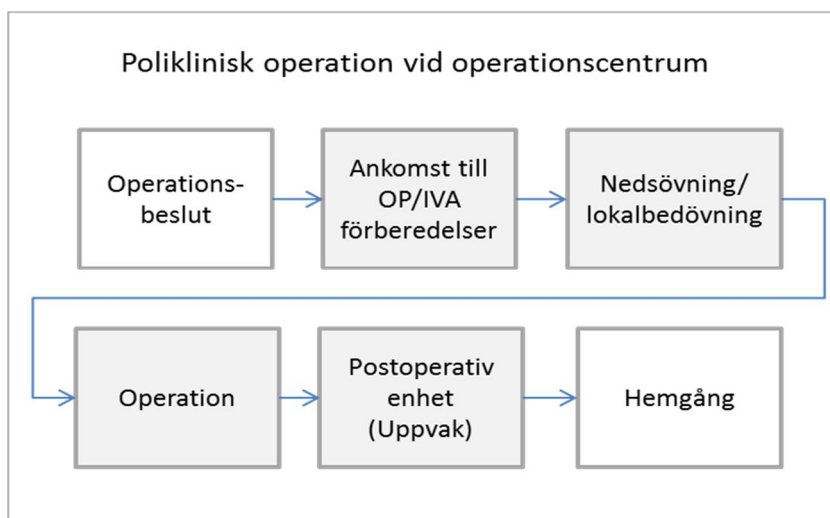 Poliklinisk operation vid operationscentrum
Operations-
beslut
Ankomst till
OP/IVA
förberedelser
Nedsövning/
lokalbedövning
Operation
Postoperativ
enhet
(Uppvak)
Hemgång